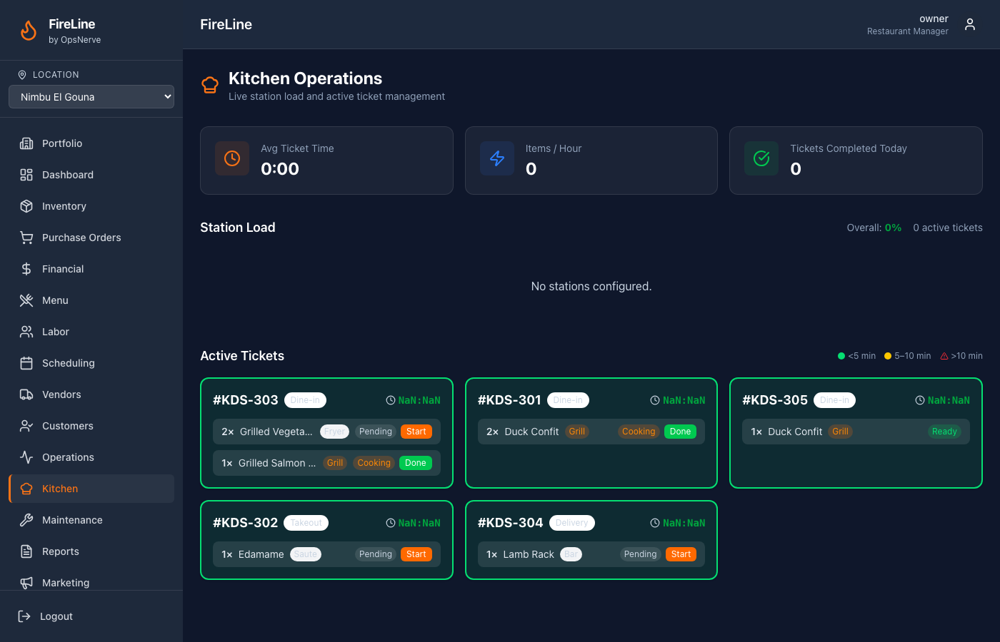 FireLine
by OpsNerve
LOCATION
Nimbu El Gouna
Portfolio
Dashboard
Inventory
Purchase Orders
Financial
Menu
Labor
Scheduling
Vendors
Customers
Operations
Kitchen
Maintenance
Reports
Marketing
Logout
FireLine
owner
Restaurant Manager
Kitchen Operations
Live station load and active ticket management
Avg Ticket Time
0:00
Items / Hour
0
Tickets Completed Today
0
Station Load
Overall: 0% 0 active tickets
No stations configured.
Active Tickets
<5 min 5–10 min >10 min
#KDS-303 Dine-in NaN:NaN
2× Grilled Vegeta... Fryer Pending Start
1× Grilled Salmon ... Grill Cooking Done
#KDS-301 Dine-in NaN:NaN
2× Duck Confit Grill Cooking Done
#KDS-305 Dine-in NaN:NaN
1× Duck Confit Grill Ready
#KDS-302 Takeout NaN:NaN
1× Edamame Saute Pending Start
#KDS-304 Delivery NaN:NaN
1× Lamb Rack Bar Pending Start